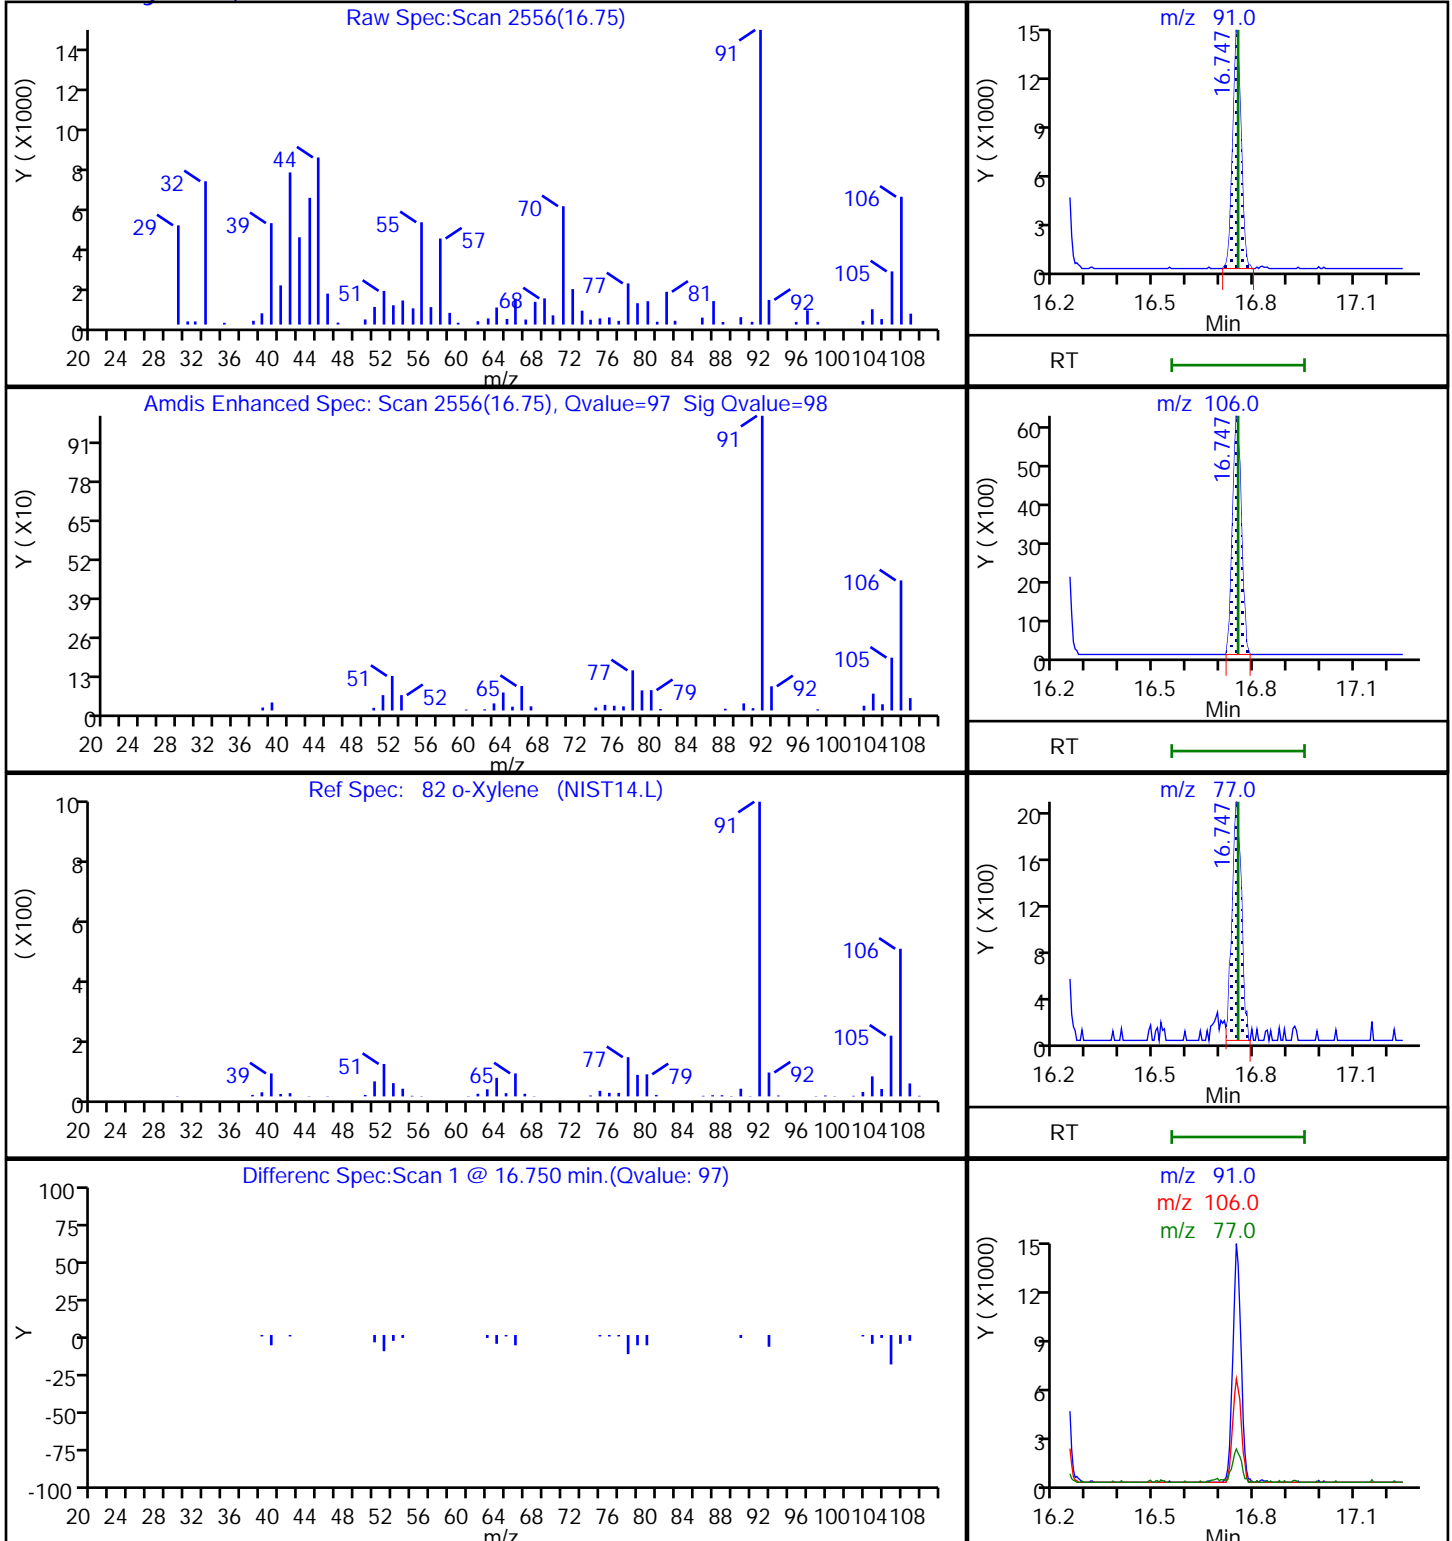 Raw Spec:Scan 2556(16.75)
Y ( X1000)
14
12
10
8
6
4
2
0
29
32
39
44
51
55
57
68
70
77
81
91
92
105
106
20 24 28 32 36 40 44 48 52 56 60 64 68 72 76 80 84 88 92 96 100 104 108
m/z
m/z 91.0
Y ( X1000)
15
12
9
6
3
0
16.747
16.2 16.5 16.8 17.1
Min
RT
Amdis Enhanced Spec: Scan 2556(16.75), Qvalue=97 Sig Qvalue=98
Y ( X10)
91
78
65
52
39
26
13
0
51
52
65
77
79
91
92
105
106
20 24 28 32 36 40 44 48 52 56 60 64 68 72 76 80 84 88 92 96 100 104 108
m/z
m/z 106.0
Y ( X100)
60
50
40
30
20
10
0
16.747
16.2 16.5 16.8 17.1
Min
RT
Ref Spec: 82 o-Xylene (NIST14.L)
( X100)
10
8
6
4
2
0
39
51
65
77
79
91
92
105
106
20 24 28 32 36 40 44 48 52 56 60 64 68 72 76 80 84 88 92 96 100 104 108
m/z 77.0
Y ( X100)
20
16
12
8
4
0
16.747
16.2 16.5 16.8 17.1
Min
RT
Differenc Spec:Scan 1 @ 16.750 min.(Qvalue: 97)
Y
100
75
50
25
0
-25
-50
-75
-100
20 24 28 32 36 40 44 48 52 56 60 64 68 72 76 80 84 88 92 96 100 104 108
m/z
m/z 91.0
m/z 106.0
m/z 77.0
Y ( X1000)
15
12
9
6
3
0
16.2 16.5 16.8 17.1
Min